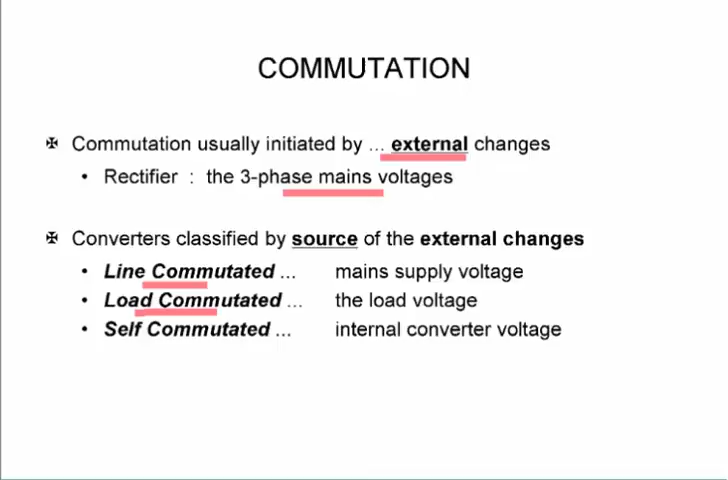 COMMUTATION
✠ Commutation usually initiated by ... external changes
• Rectifier : the 3-phase mains voltages
✠ Converters classified by source of the external changes
• Line Commutated ... mains supply voltage
• Load Commutated ... the load voltage
• Self Commutated ... internal converter voltage